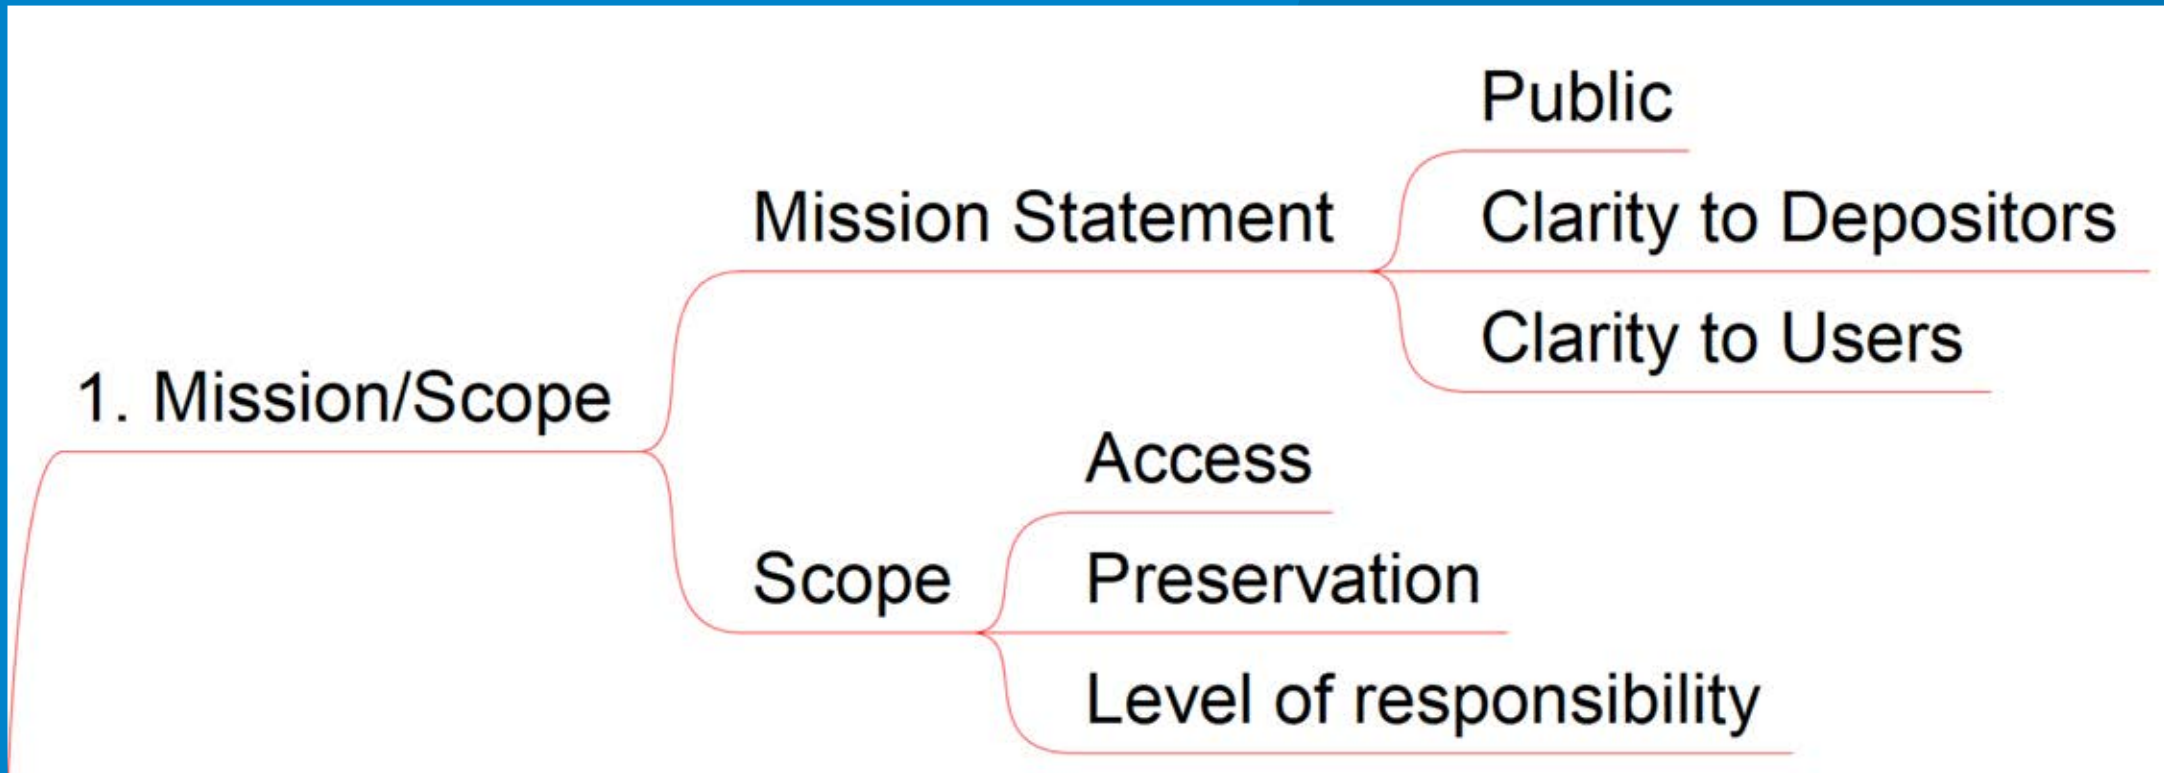 1. Mission/Scope
Mission Statement
Public
Clarity to Depositors
Clarity to Users
Scope
Access
Preservation
Level of responsibility